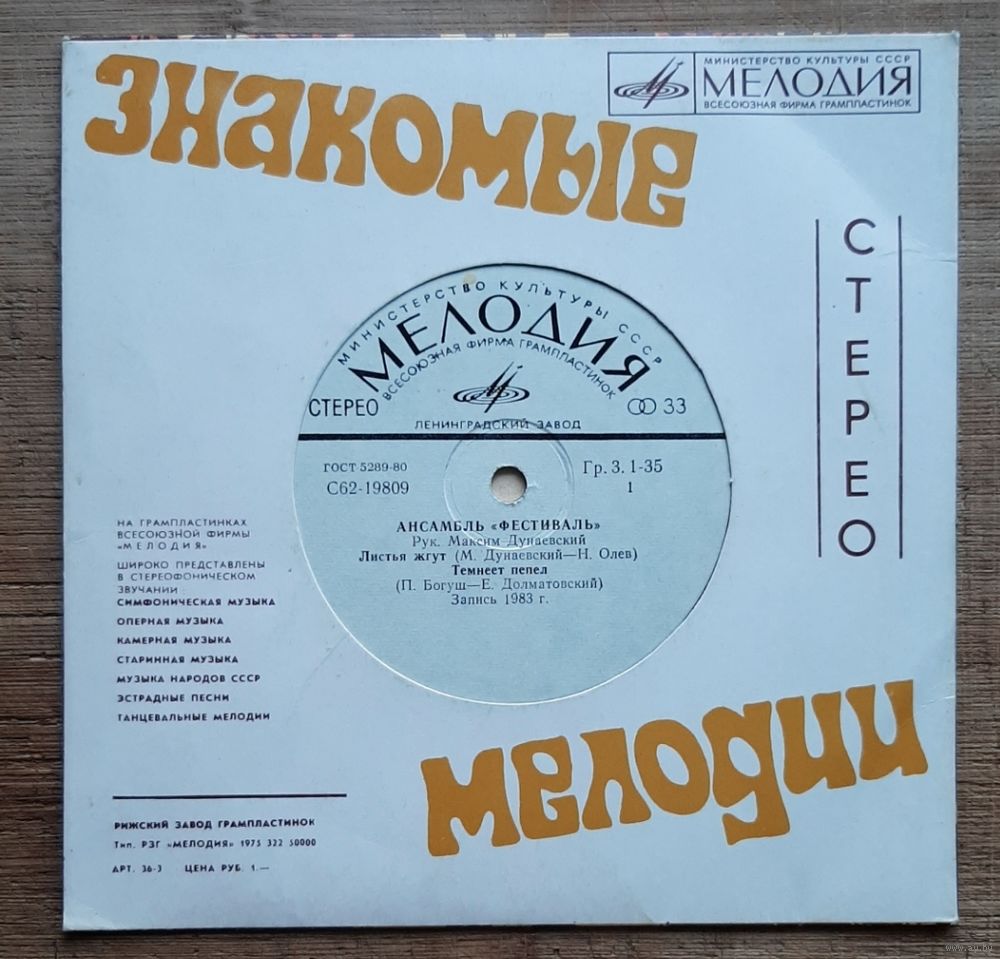 ЗНАКОМЫЕ
МИНИСТЕРСТВО КУЛЬТУРЫ СССР
МЕЛОДИЯ
ВСЕСОЮЗНАЯ ФИРМА ГРАМПЛАСТИНОК
СТЕРЕО
МИНИСТЕРСТВО КУЛЬТУРЫ СССР
МЕЛОДИЯ
ВСЕСОЮЗНАЯ ФИРМА ГРАМПЛАСТИНОК
СТЕРЕО
33
ЛЕНИНГРАДСКИЙ ЗАВОД
ГОСТ 5289-80
Гр. 3. 1-35
С62-19809
1
АНСАМБЛЬ «ФЕСТИВАЛЬ»
Рук. Максим Дунаевский
Листья жгут (М. Дунаевский—Н. Олев)
Темнеет пепел
(П. Богуш—Е. Долматовский)
Запись 1983 г.
НА ГРАМПЛАСТИНКАХ
ВСЕСОЮЗНОЙ ФИРМЫ
«МЕЛОДИЯ»
ШИРОКО ПРЕДСТАВЛЕНЫ
В СТЕРЕОФОНИЧЕСКОМ
ЗВУЧАНИИ:
СИМФОНИЧЕСКАЯ МУЗЫКА
ОПЕРНАЯ МУЗЫКА
КАМЕРНАЯ МУЗЫКА
СТАРИННАЯ МУЗЫКА
МУЗЫКА НАРОДОВ СССР
ЭСТРАДНЫЕ ПЕСНИ
ТАНЦЕВАЛЬНЫЕ МЕЛОДИИ
МЕЛОДИИ
РИЖСКИЙ ЗАВОД ГРАМПЛАСТИНОК
Тип. РЗГ «МЕЛОДИЯ» 1975 322 50000
АРТ. 36-3 ЦЕНА РУБ. 1.—
www.au.ru